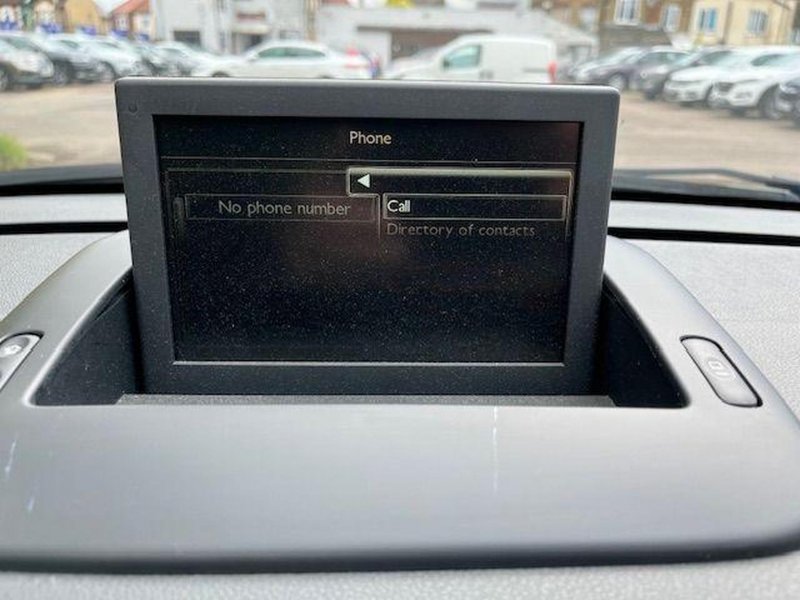 Phone
No phone number
Call
Directory of contacts